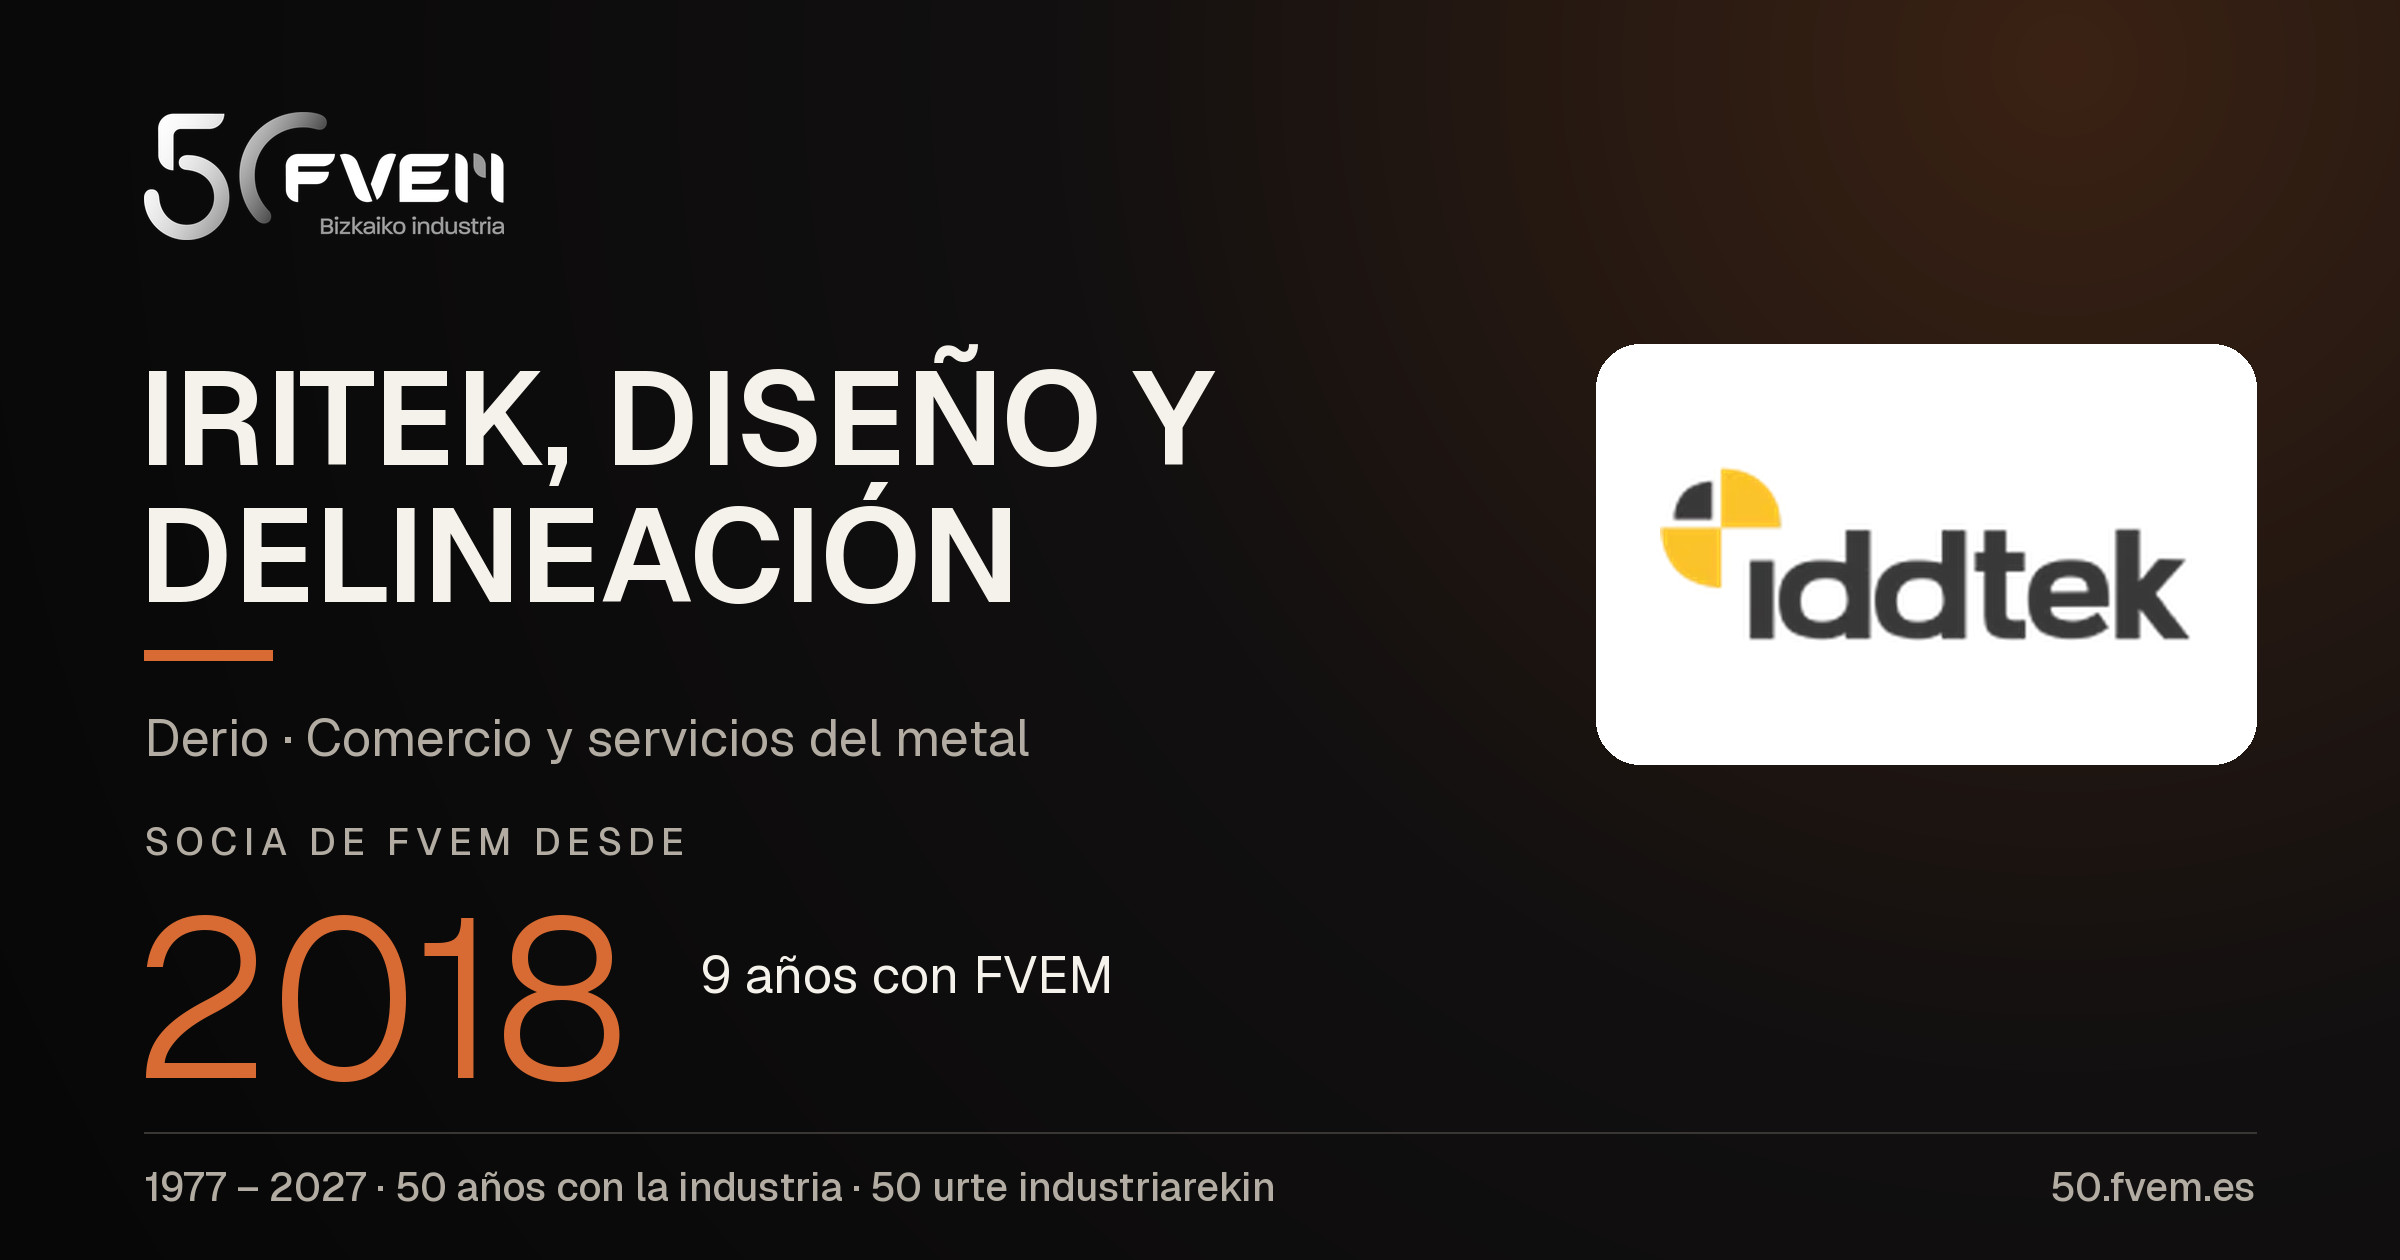 50 FVEM
Bizkaiko industria
IRITEK, DISEÑO Y
DELINEACIÓN
iddtek
Derio · Comercio y servicios del metal
SOCIA DE FVEM DESDE
2018
9 años con FVEM
1977 – 2027 · 50 años con la industria · 50 urte industriarekin
50.fvem.es